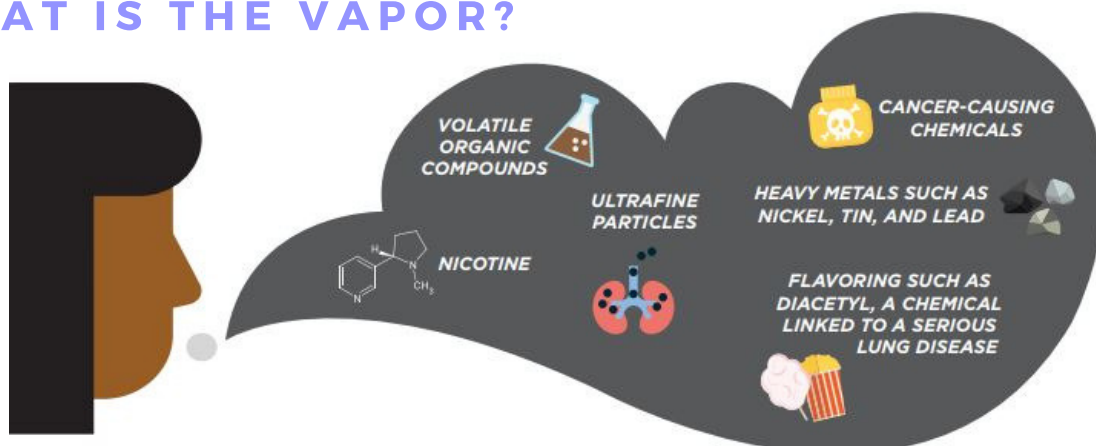 AT IS THE VAPOR?
VOLATILE
ORGANIC
COMPOUNDS
CANCER-CAUSING
CHEMICALS
ULTRAFINE
PARTICLES
HEAVY METALS SUCH AS
NICKEL, TIN, AND LEAD
H
N
N
CH3
NICOTINE
FLAVORING SUCH AS
DIACETYL, A CHEMICAL
LINKED TO A SERIOUS
LUNG DISEASE